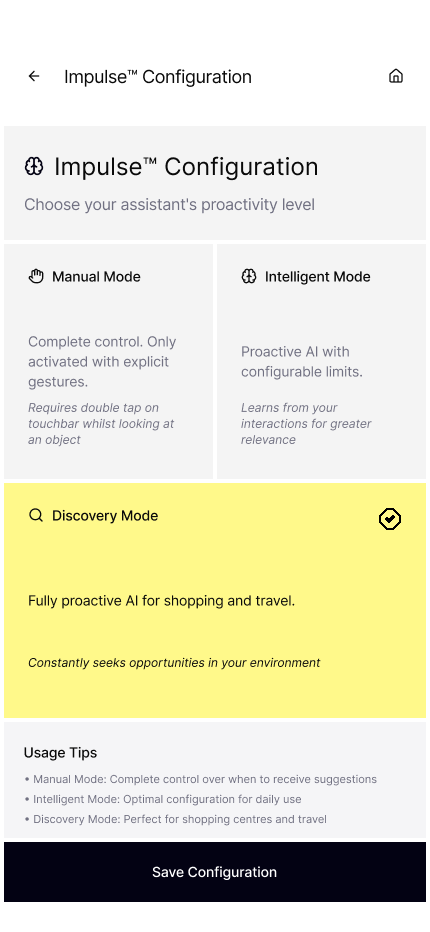 Impulse™ Configuration
Impulse™ Configuration
Choose your assistant's proactivity level
Manual Mode
Complete control. Only
activated with explicit
gestures.
Requires double tap on
touchbar whilst looking at
an object
Intelligent Mode
Proactive AI with
configurable limits.
Learns from your
interactions for greater
relevance
Discovery Mode
Fully proactive AI for shopping and travel.
Constantly seeks opportunities in your environment
Usage Tips
• Manual Mode: Complete control over when to receive suggestions
• Intelligent Mode: Optimal configuration for daily use
• Discovery Mode: Perfect for shopping centres and travel
Save Configuration